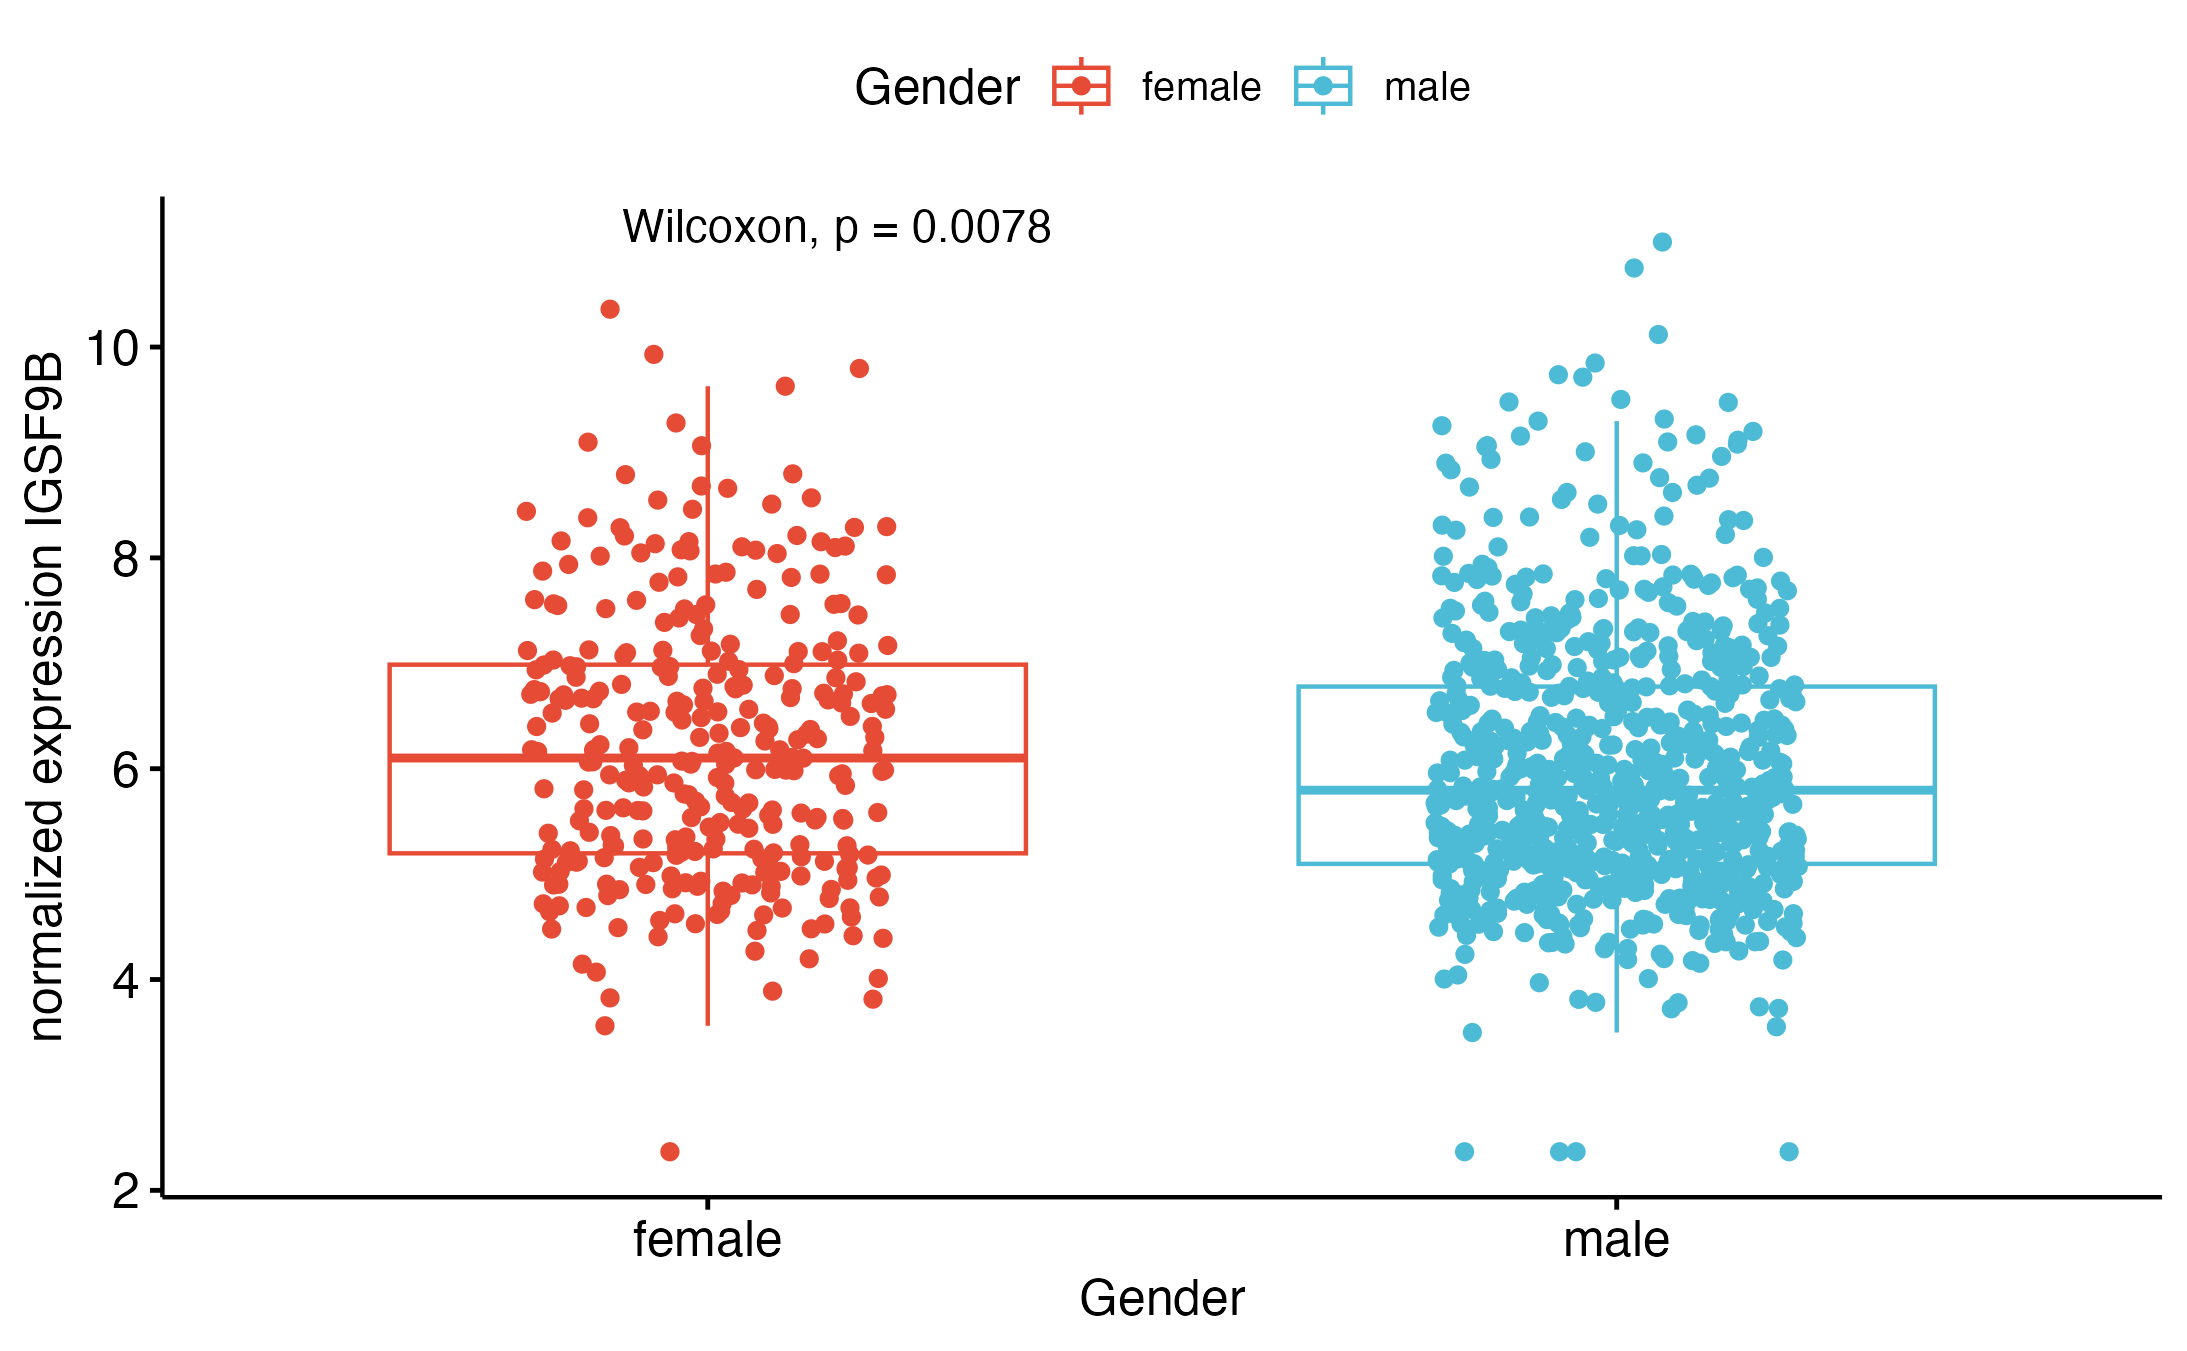 Gender female male
Wilcoxon, p = 0.0078
normalized expression IGSF9B
10
8
6
4
2
female male
Gender